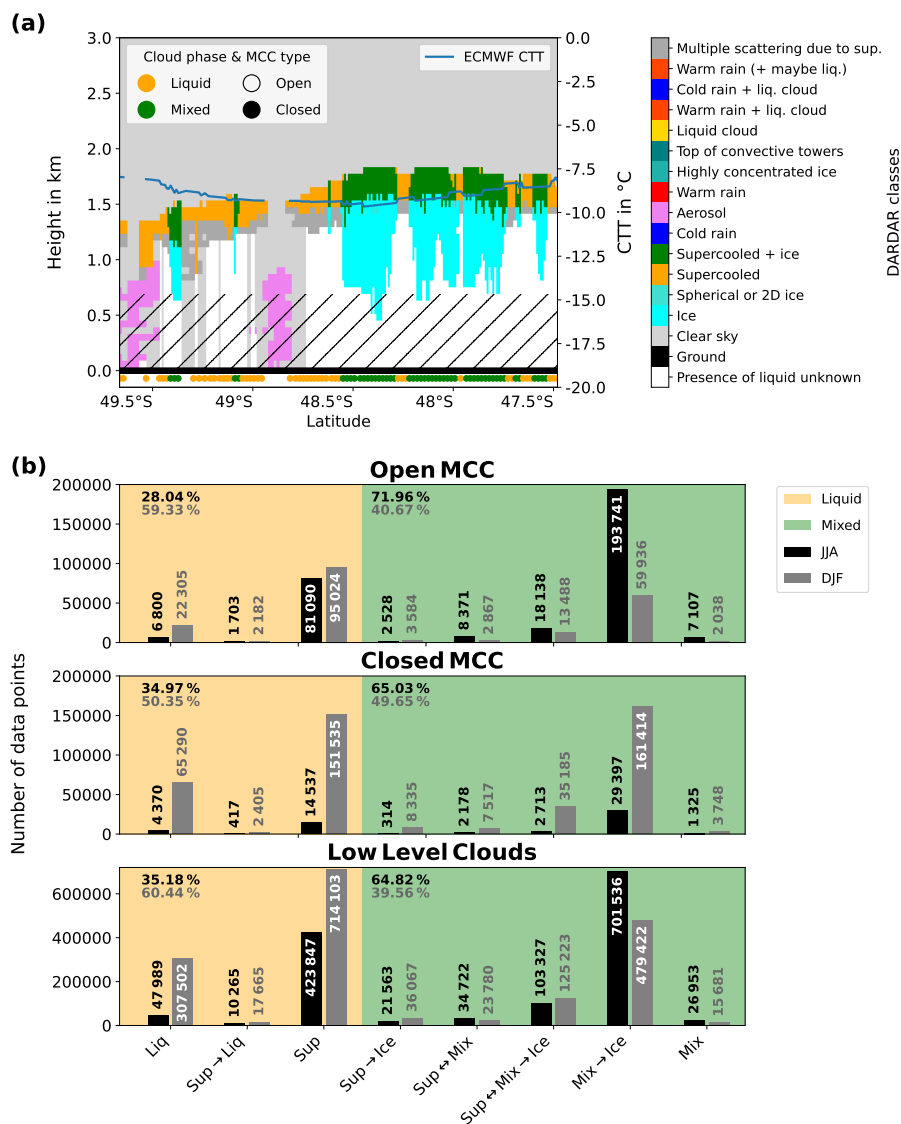 (a)
3.0
2.5
2.0
1.5
1.0
0.5
0.0
Height in km
Cloud phase & MCC type
Liquid
Open
Mixed
Closed
ECMWF CTT
0.0
-2.5
-5.0
-7.5
-10.0
-12.5
-15.0
-17.5
-20.0
CTT in °C
49.5°S
49°S
48.5°S
48°S
47.5°S
Latitude
Multiple scattering due to sup.
Warm rain (+ maybe liq.)
Cold rain + liq. cloud
Warm rain + liq. cloud
Liquid cloud
Top of convective towers
Highly concentrated ice
Warm rain
Aerosol
Cold rain
Supercooled + ice
Supercooled
Spherical or 2D ice
Ice
Clear sky
Ground
Presence of liquid unknown
DARDAR classes
(b)
Open MCC
200000
150000
100000
50000
0
28.04 %
59.33 %
71.96 %
40.67 %
6 800
22 305
1 703
2 182
81 090
95 024
2 528
3 584
8 371
2 867
18 138
13 488
193 741
59 936
7 107
2 038
Liquid
Mixed
JJA
DJF
Number of data points
Closed MCC
200000
150000
100000
50000
0
34.97 %
50.35 %
65.03 %
49.65 %
4 370
65 290
417
2 405
14 537
151 535
314
8 335
2 178
7 517
2 713
35 185
29 397
161 414
1 325
3 748
Low Level Clouds
600000
400000
200000
0
35.18 %
60.44 %
64.82 %
39.56 %
47 989
307 502
10 265
17 665
423 847
714 103
21 563
36 067
34 722
23 780
103 327
125 223
701 536
479 422
26 953
15 681
Liq
Sup → Liq
Sup
Sup → Ice
Sup ↔ Mix
Sup ↔ Mix → Ice
Mix → Ice
Mix